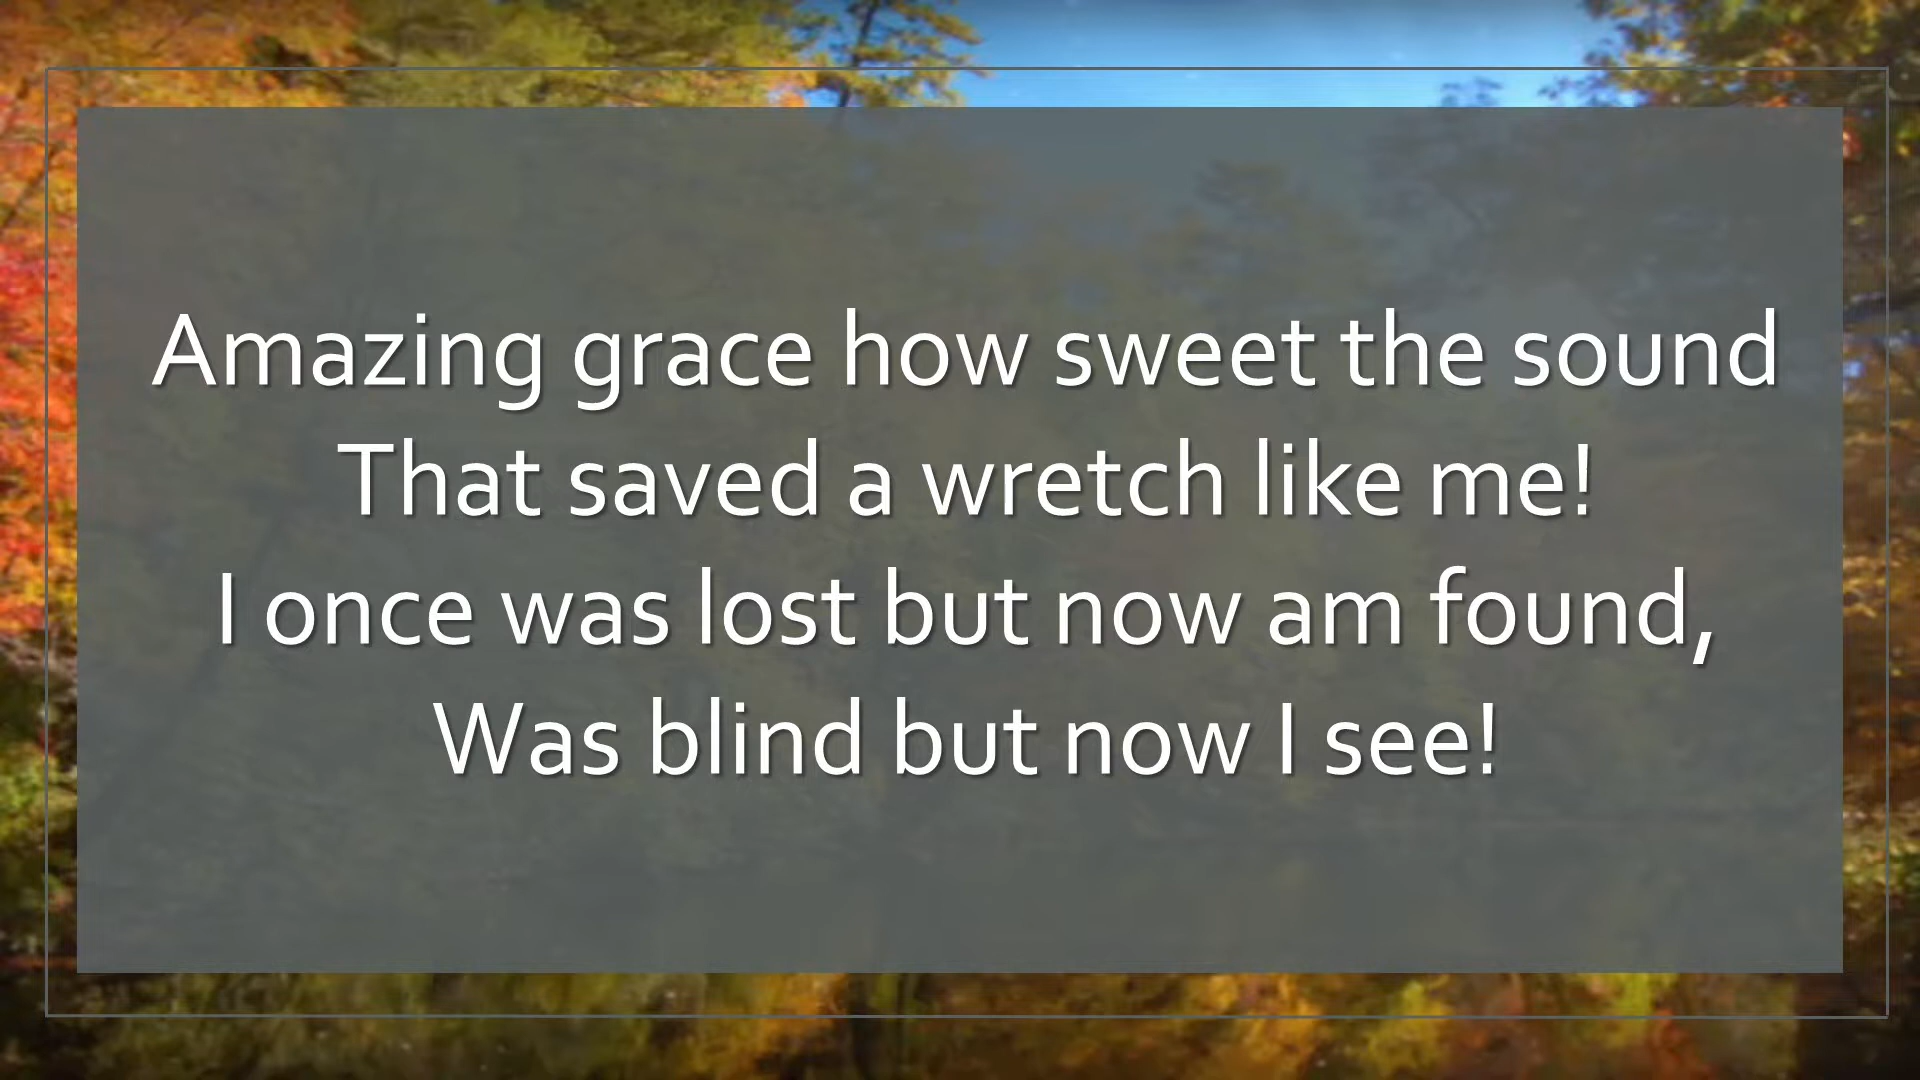 Amazing grace how sweet the sound
That saved a wretch like me!
I once was lost but now am found,
Was blind but now I see!